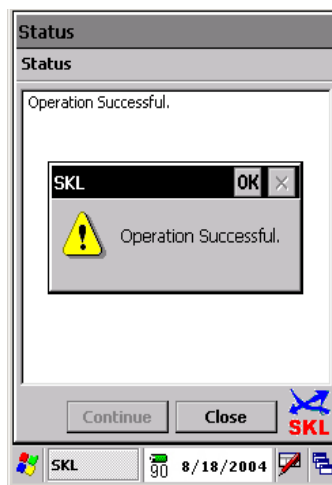 Status
Status
Operation Successful.
SKL OK
Operation Successful.
Continue Close
SKL
SKL 90 8/18/2004